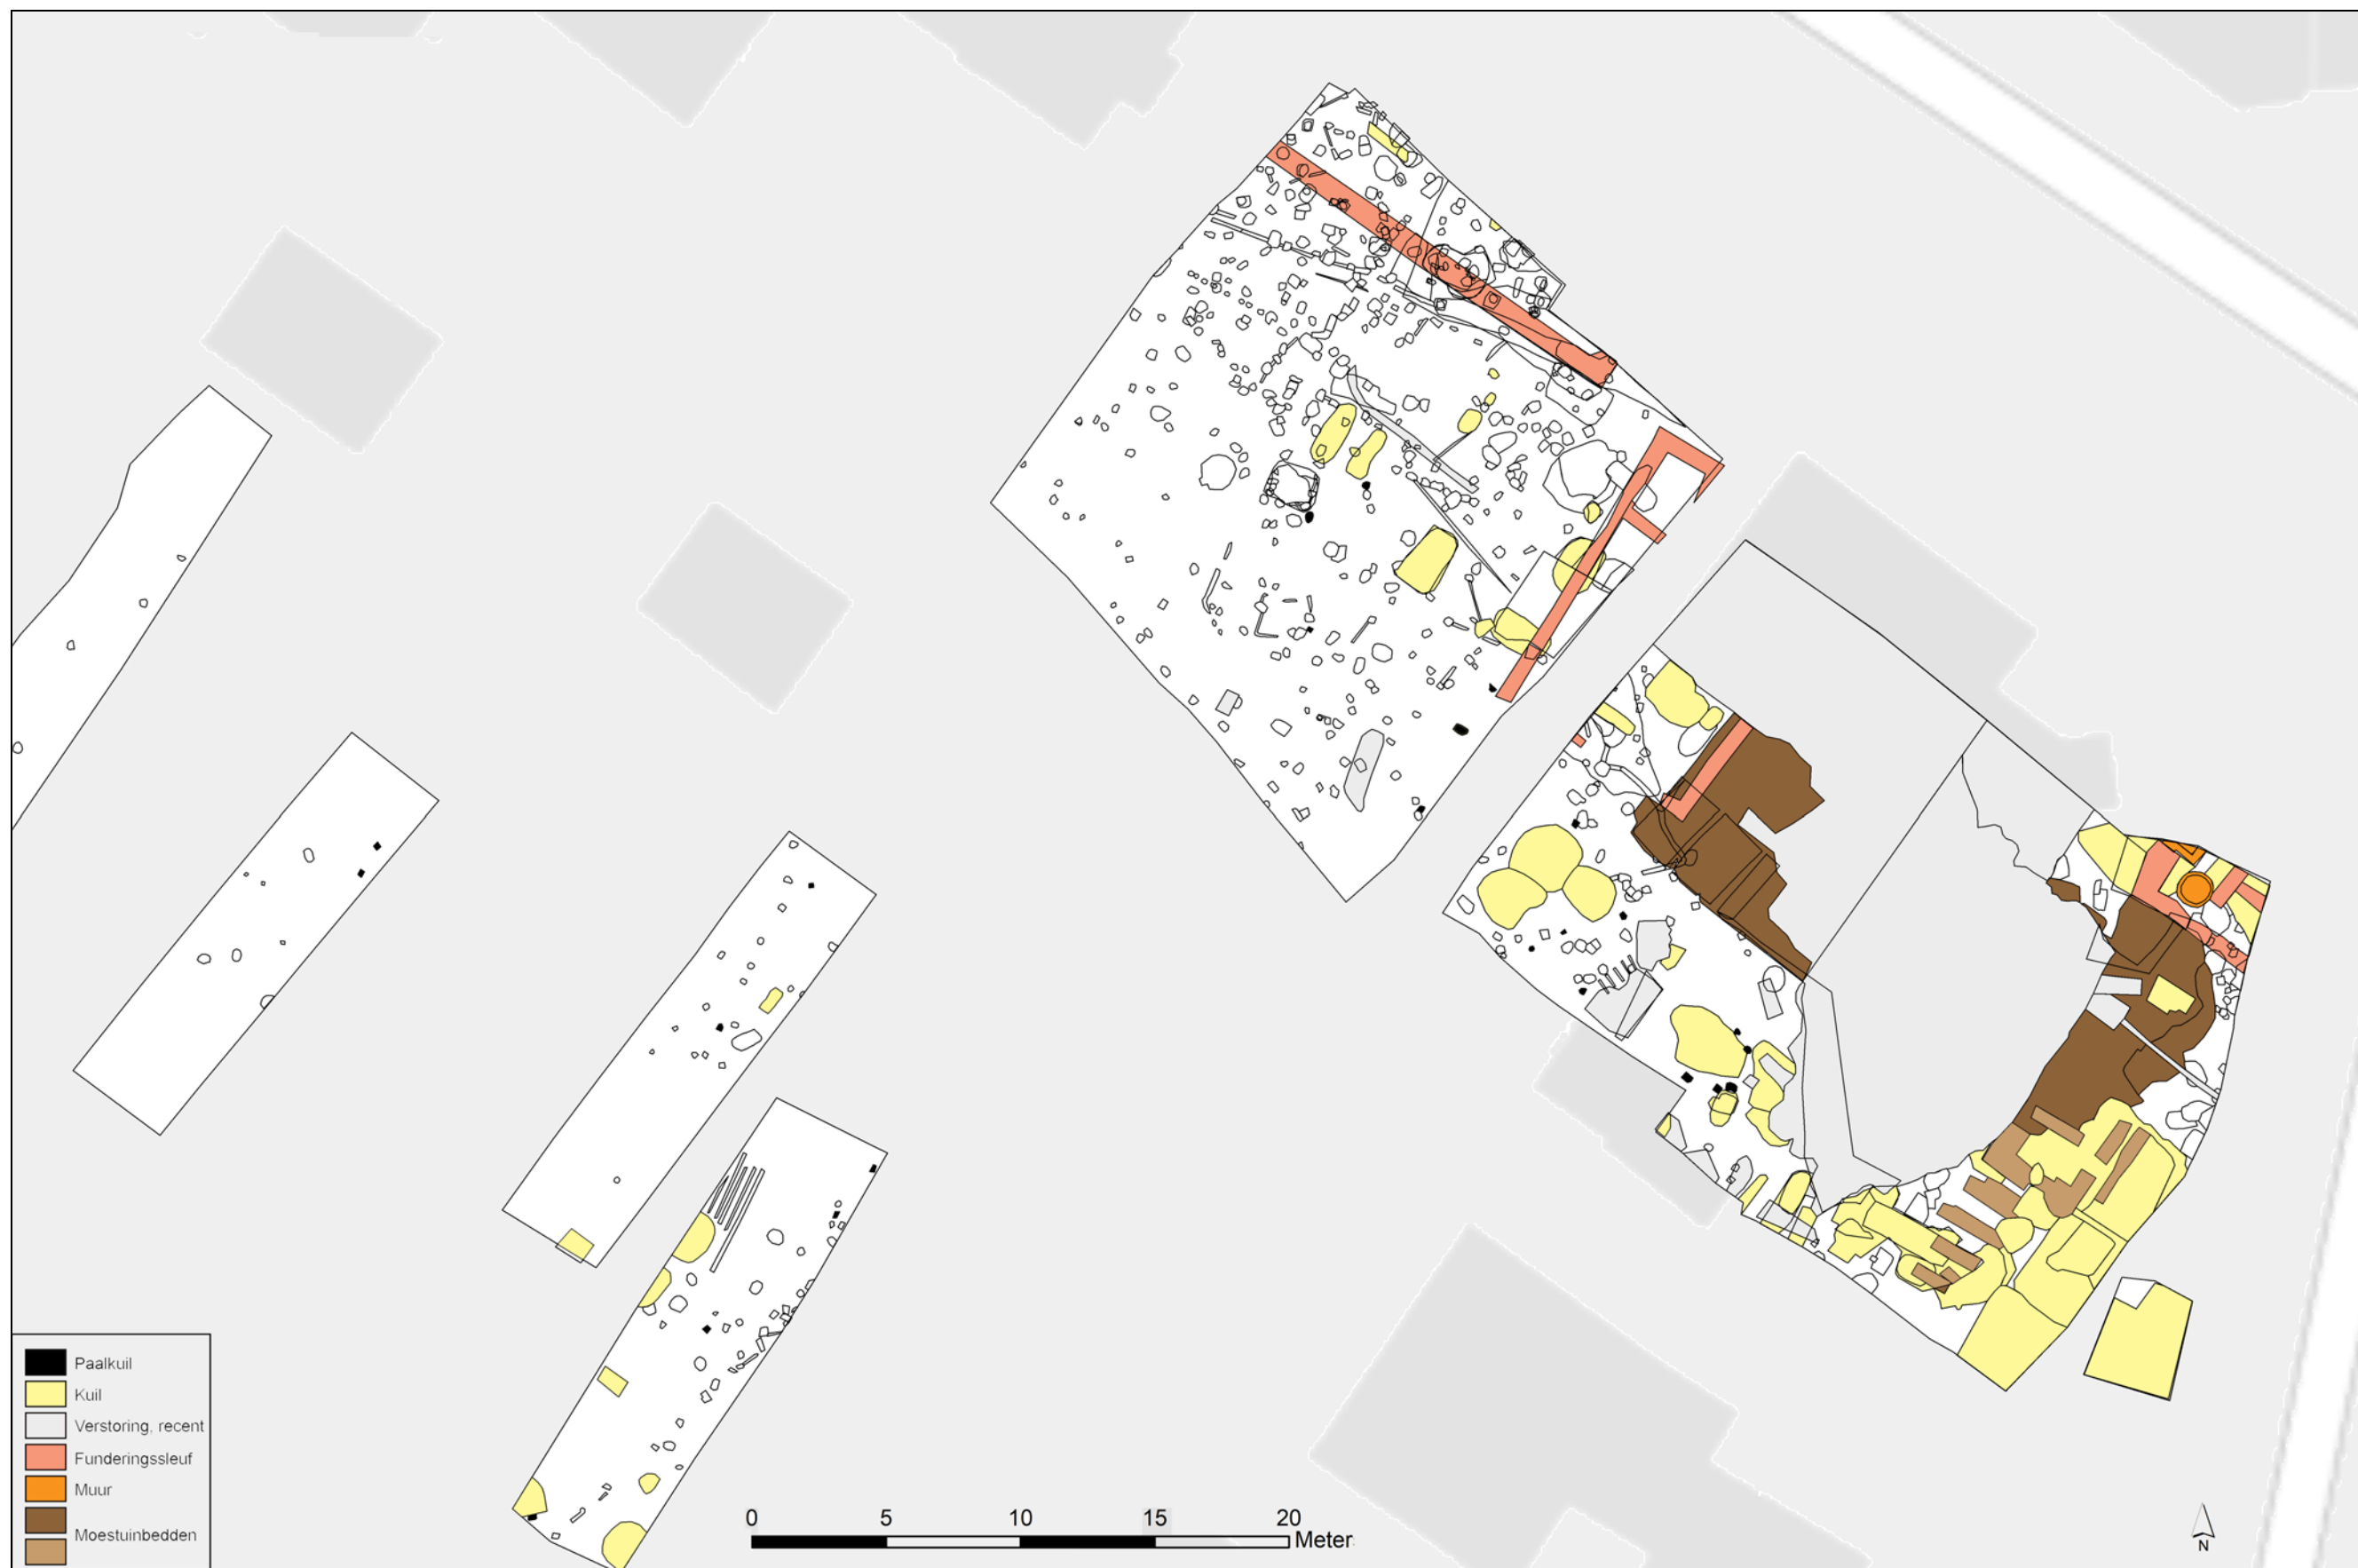 Paalkuil
Kuil
Verstoring, recent
Funderingssleuf
Muur
Moestuinbedden
0 5 10 15 20
Meter
N